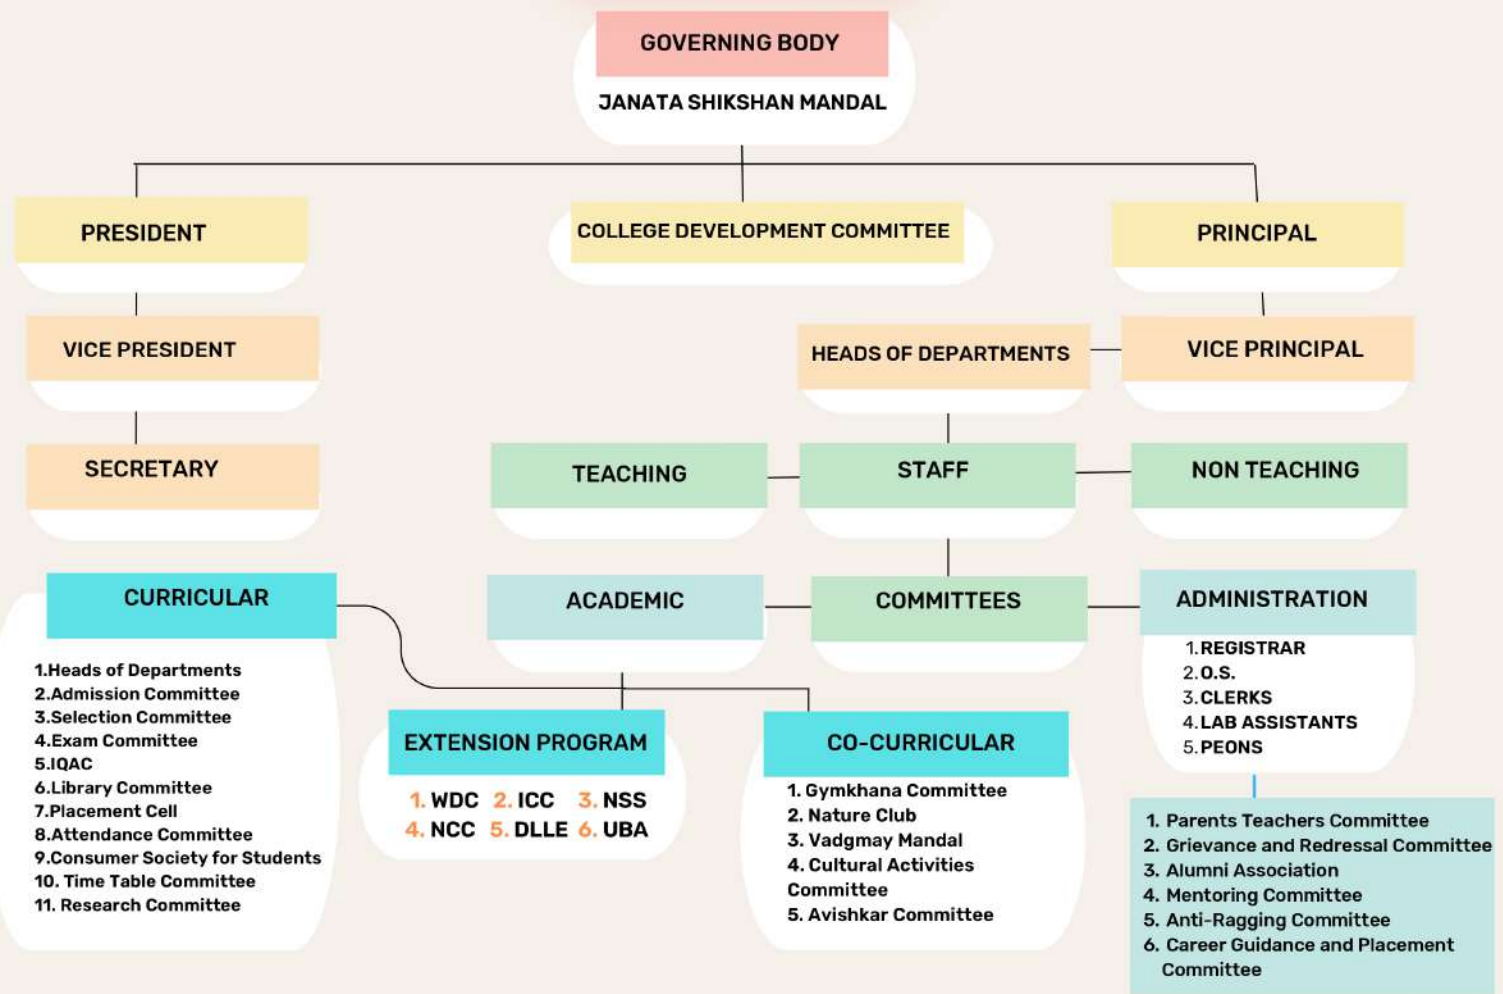 GOVERNING BODY
JANATA SHIKSHAN MANDAL
PRESIDENT
COLLEGE DEVELOPMENT COMMITTEE
PRINCIPAL
VICE PRESIDENT
HEADS OF DEPARTMENTS
VICE PRINCIPAL
SECRETARY
TEACHING
STAFF
NON TEACHING
CURRICULAR
1.Heads of Departments
2.Admission Committee
3.Selection Committee
4.Exam Committee
5.IQAC
6.Library Committee
7.Placement Cell
8.Attendance Committee
9.Consumer Society for Students
10. Time Table Committee
11. Research Committee
ACADEMIC
COMMITTEES
ADMINISTRATION
1. REGISTRAR
2. O.S.
3. CLERKS
4. LAB ASSISTANTS
5. PEONS
EXTENSION PROGRAM
1. WDC 2. ICC 3. NSS
4. NCC 5. DLLE 6. UBA
CO-CURRICULAR
1. Gymkhana Committee
2. Nature Club
3. Vadgmay Mandal
4. Cultural Activities
Committee
5. Avishkar Committee
1. Parents Teachers Committee
2. Grievance and Redressal Committee
3. Alumni Association
4. Mentoring Committee
5. Anti-Ragging Committee
6. Career Guidance and Placement
Committee